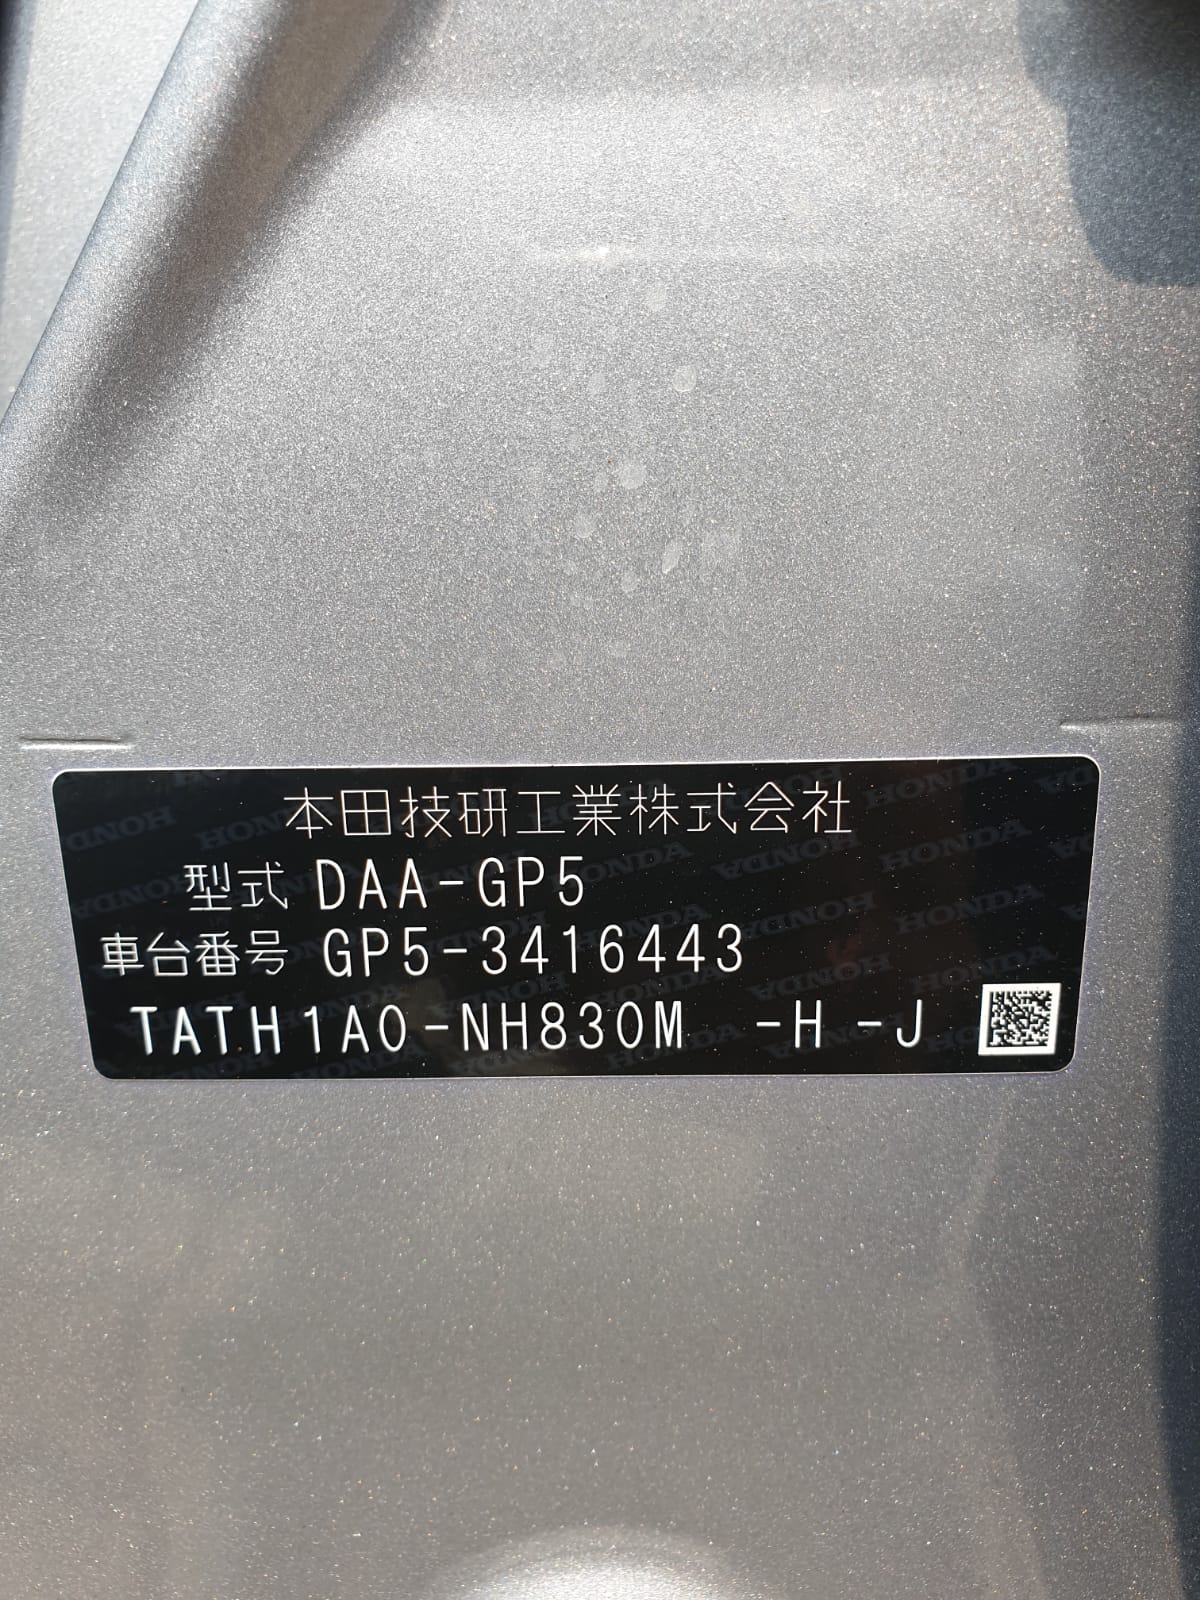 本田技研工業株式会社
型式 DAA-GP5
車台番号 GP5-3416443
TATH1A0-NH830M -H -J